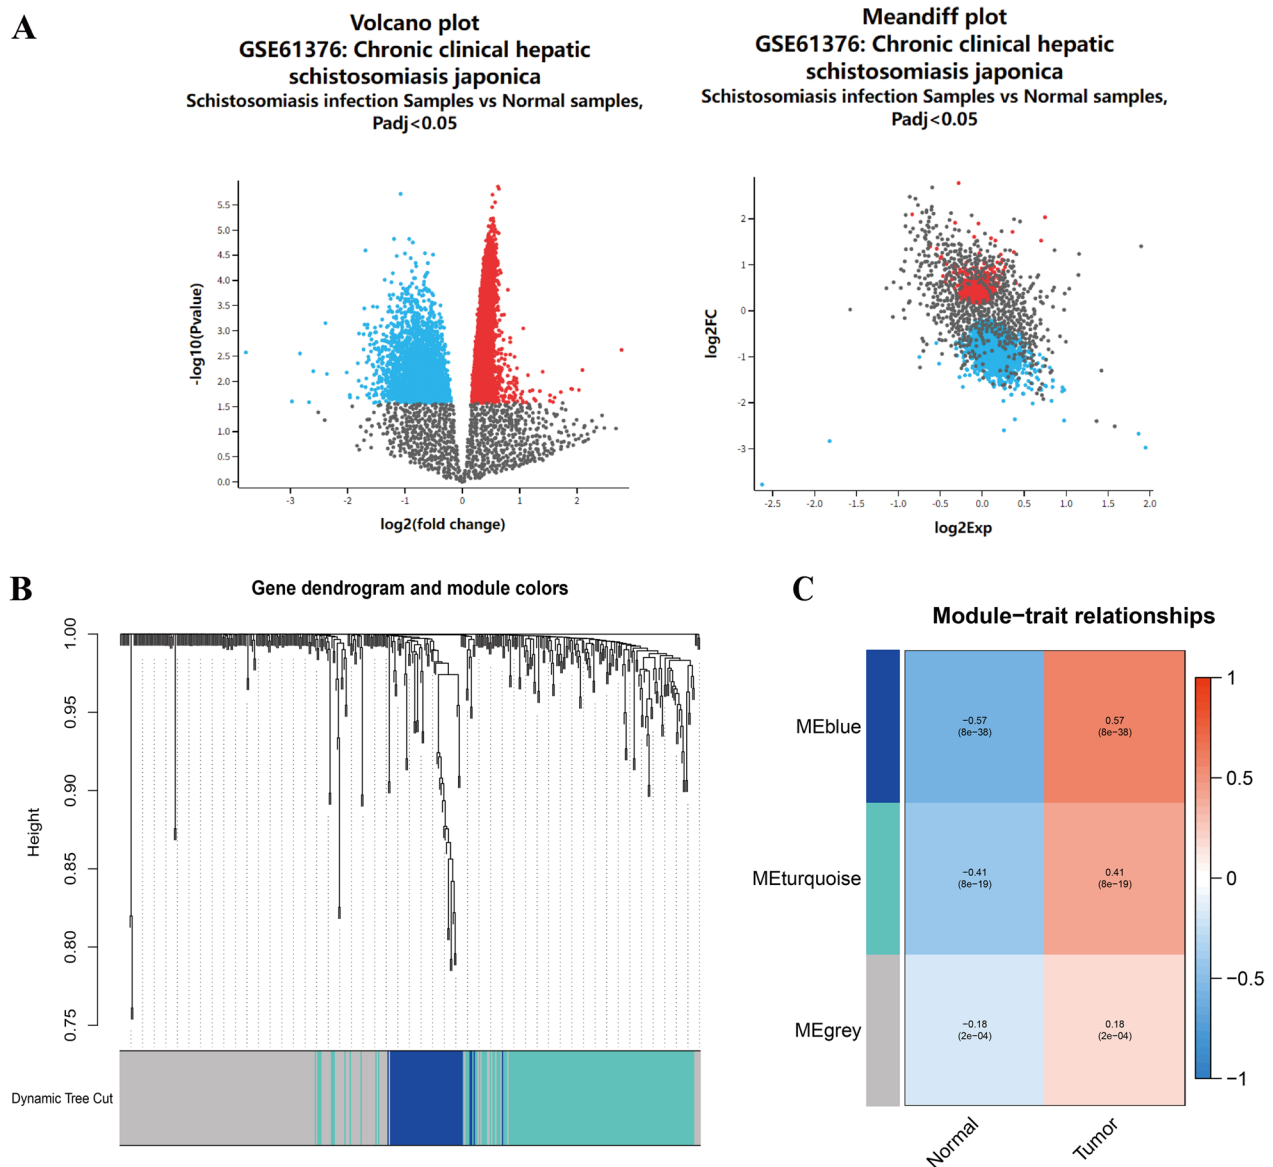 A
Volcano plot
GSE61376: Chronic clinical hepatic
schistosomiasis japonica
Schistosomiasis infection Samples vs Normal samples,
Padj<0.05
5.5
5.0
4.5
4.0
3.5
3.0
2.5
2.0
1.5
1.0
0.5
0.0
-log10(Pvalue)
-3 -2 -1 0 1 2
log2(fold change)
Meandiff plot
GSE61376: Chronic clinical hepatic
schistosomiasis japonica
Schistosomiasis infection Samples vs Normal samples,
Padj<0.05
2
1
0
-1
-2
-3
log2FC
-2.5 -2.0 -1.5 -1.0 -0.5 0.0 0.5 1.0 1.5 2.0
log2Exp
B
Gene dendrogram and module colors
1.00
0.95
0.90
0.85
0.80
0.75
Height
Dynamic Tree Cut
C
Module−trait relationships
MEblue
−0.57 0.57
(8e−38) (8e−38)
MEturquoise
−0.41 0.41
(8e−19) (8e−19)
MEgrey
−0.18 0.18
(2e−04) (2e−04)
Normal Tumor
1
0.5
0
−0.5
−1